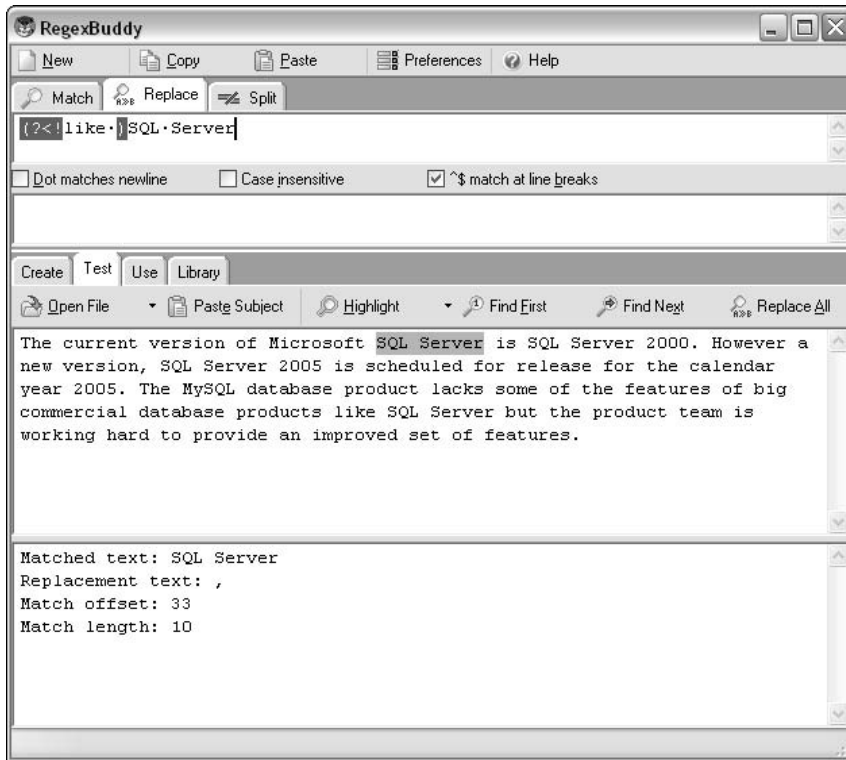 RegexBuddy
New Copy Paste Preferences Help
Match Replace Split
(?<!like·)SQL·Server
Dot matches newline Case insensitive ^$ match at line breaks
Create Test Use Library
Open File Paste Subject Highlight Find First Find Next Replace All
The current version of Microsoft SQL Server is SQL Server 2000. However a
new version, SQL Server 2005 is scheduled for release for the calendar
year 2005. The MySQL database product lacks some of the features of big
commercial database products like SQL Server but the product team is
working hard to provide an improved set of features.
Matched text: SQL Server
Replacement text: ,
Match offset: 33
Match length: 10